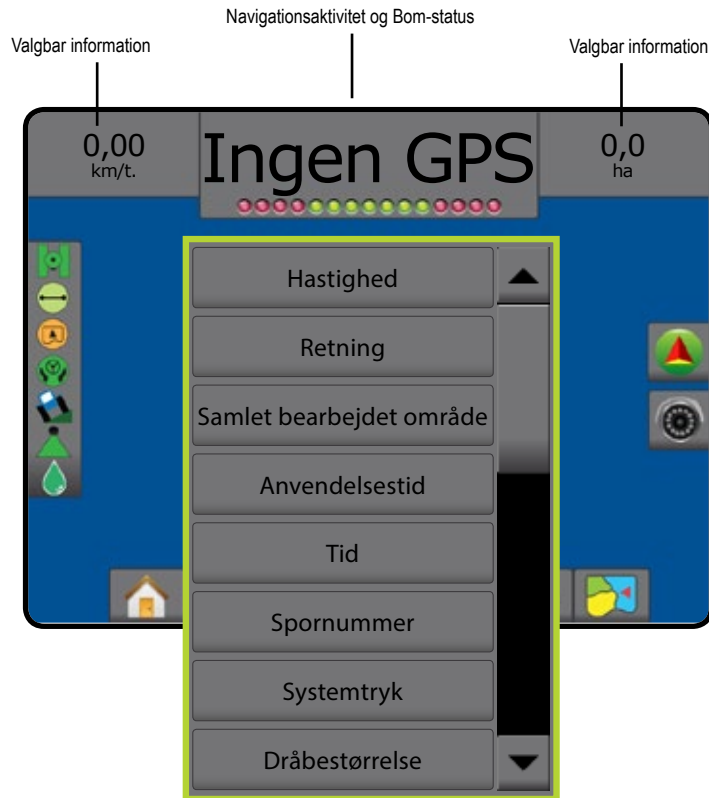 Navigationsaktivitet og Bom-status
Valgbar information
Valgbar information
0,00
km/t.
Ingen GPS
0,0
ha
Hastighed
Retning
Samlet bearbejdet område
Anvendelsestid
Tid
Spornummer
Systemtryk
Dråbestørrelse